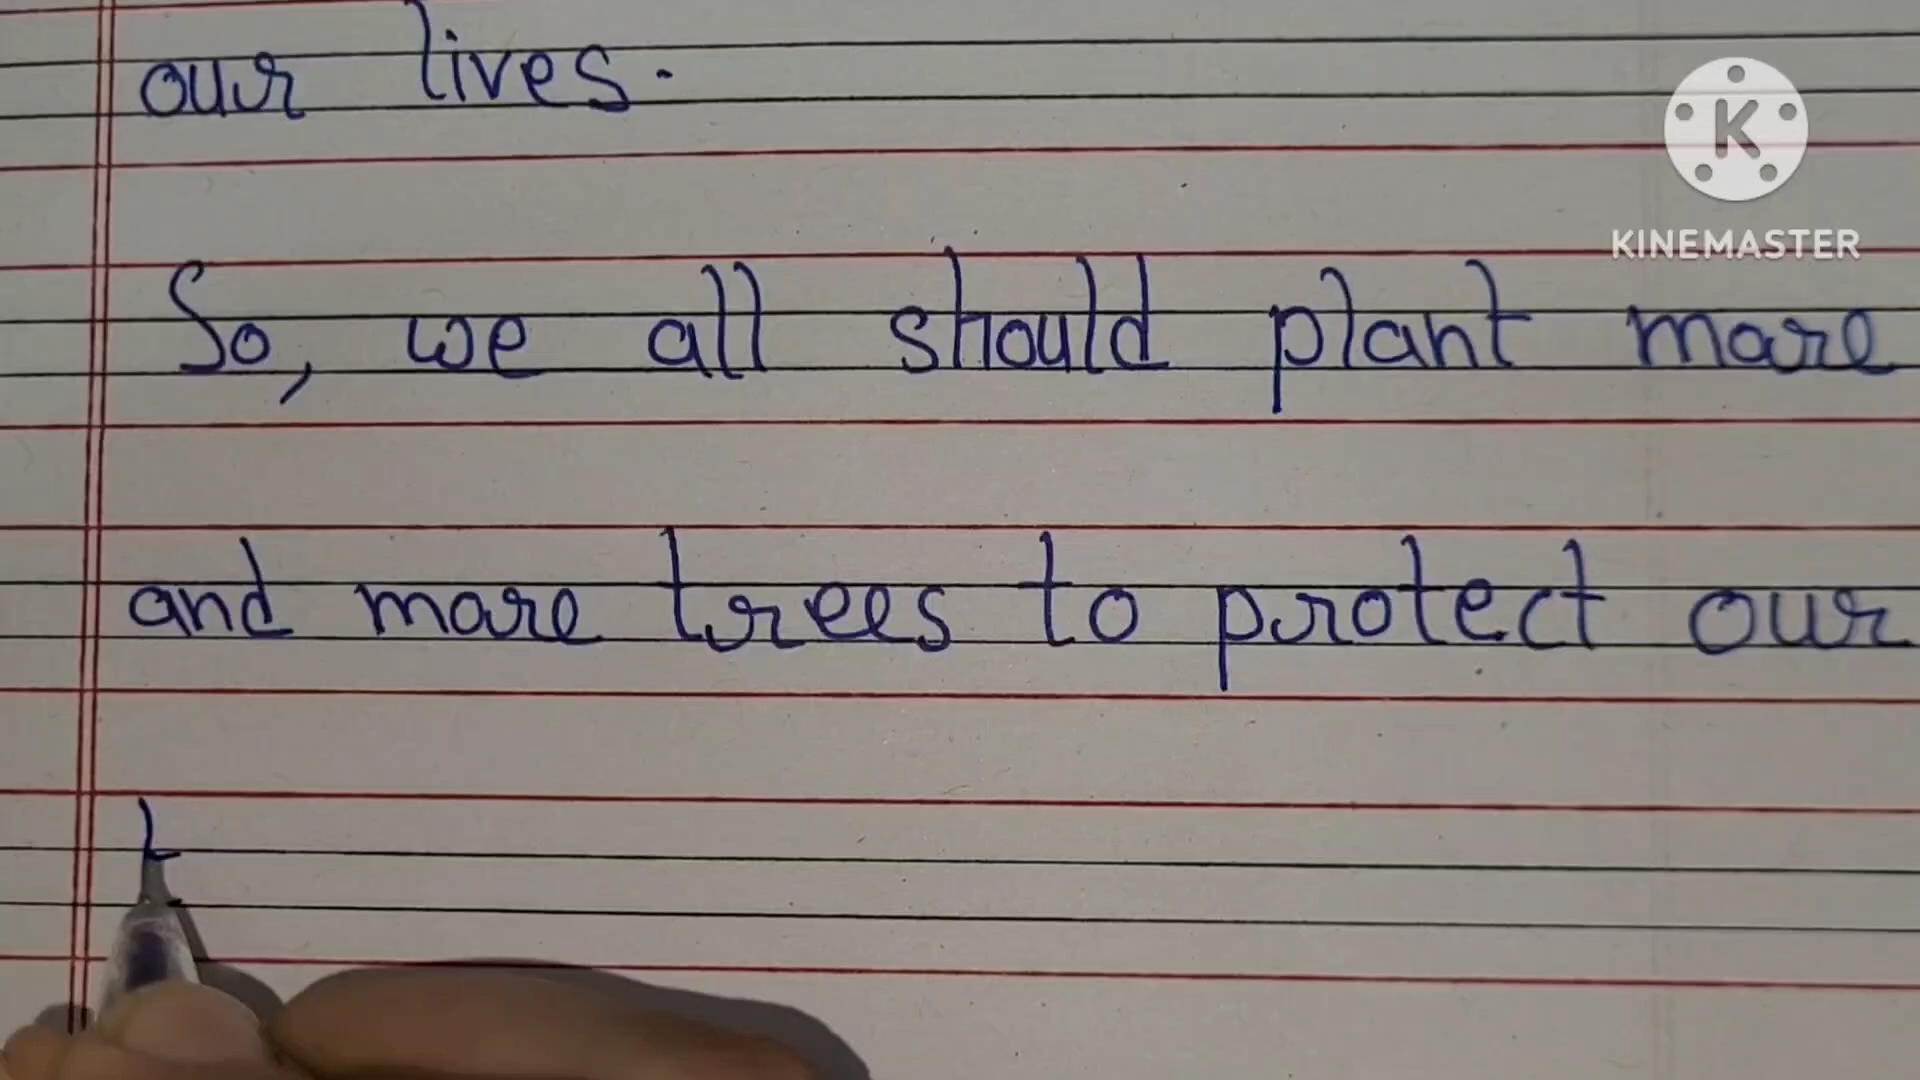 our lives.
KINEMASTER
So, we all should plant more
and more trees to protect our